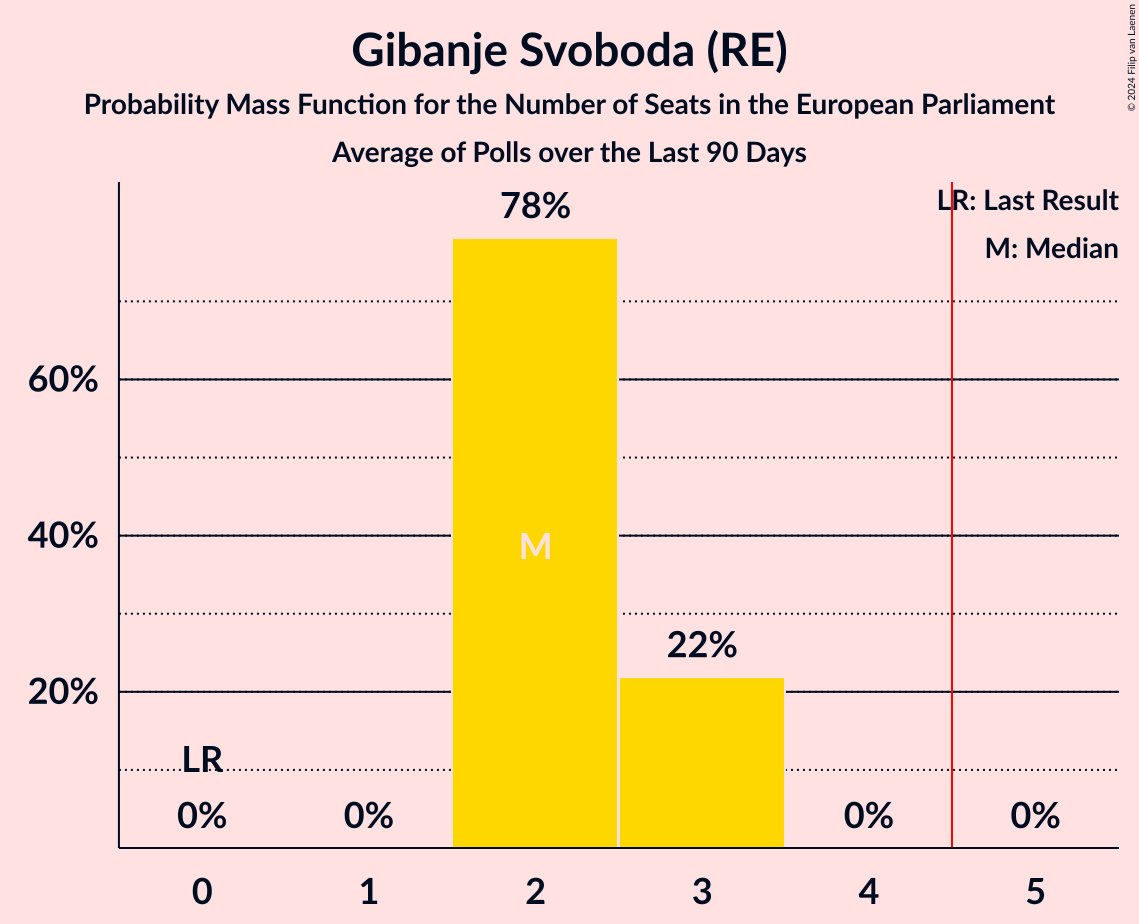 Gibanje Svoboda (RE)
Probability Mass Function for the Number of Seats in the European Parliament
Average of Polls over the Last 90 Days
© 2024 Filip van Laenen
LR: Last Result
M: Median
78%
60%
40%
M
22%
20%
LR
0% 0% 0% 0%
0 1 2 3 4 5